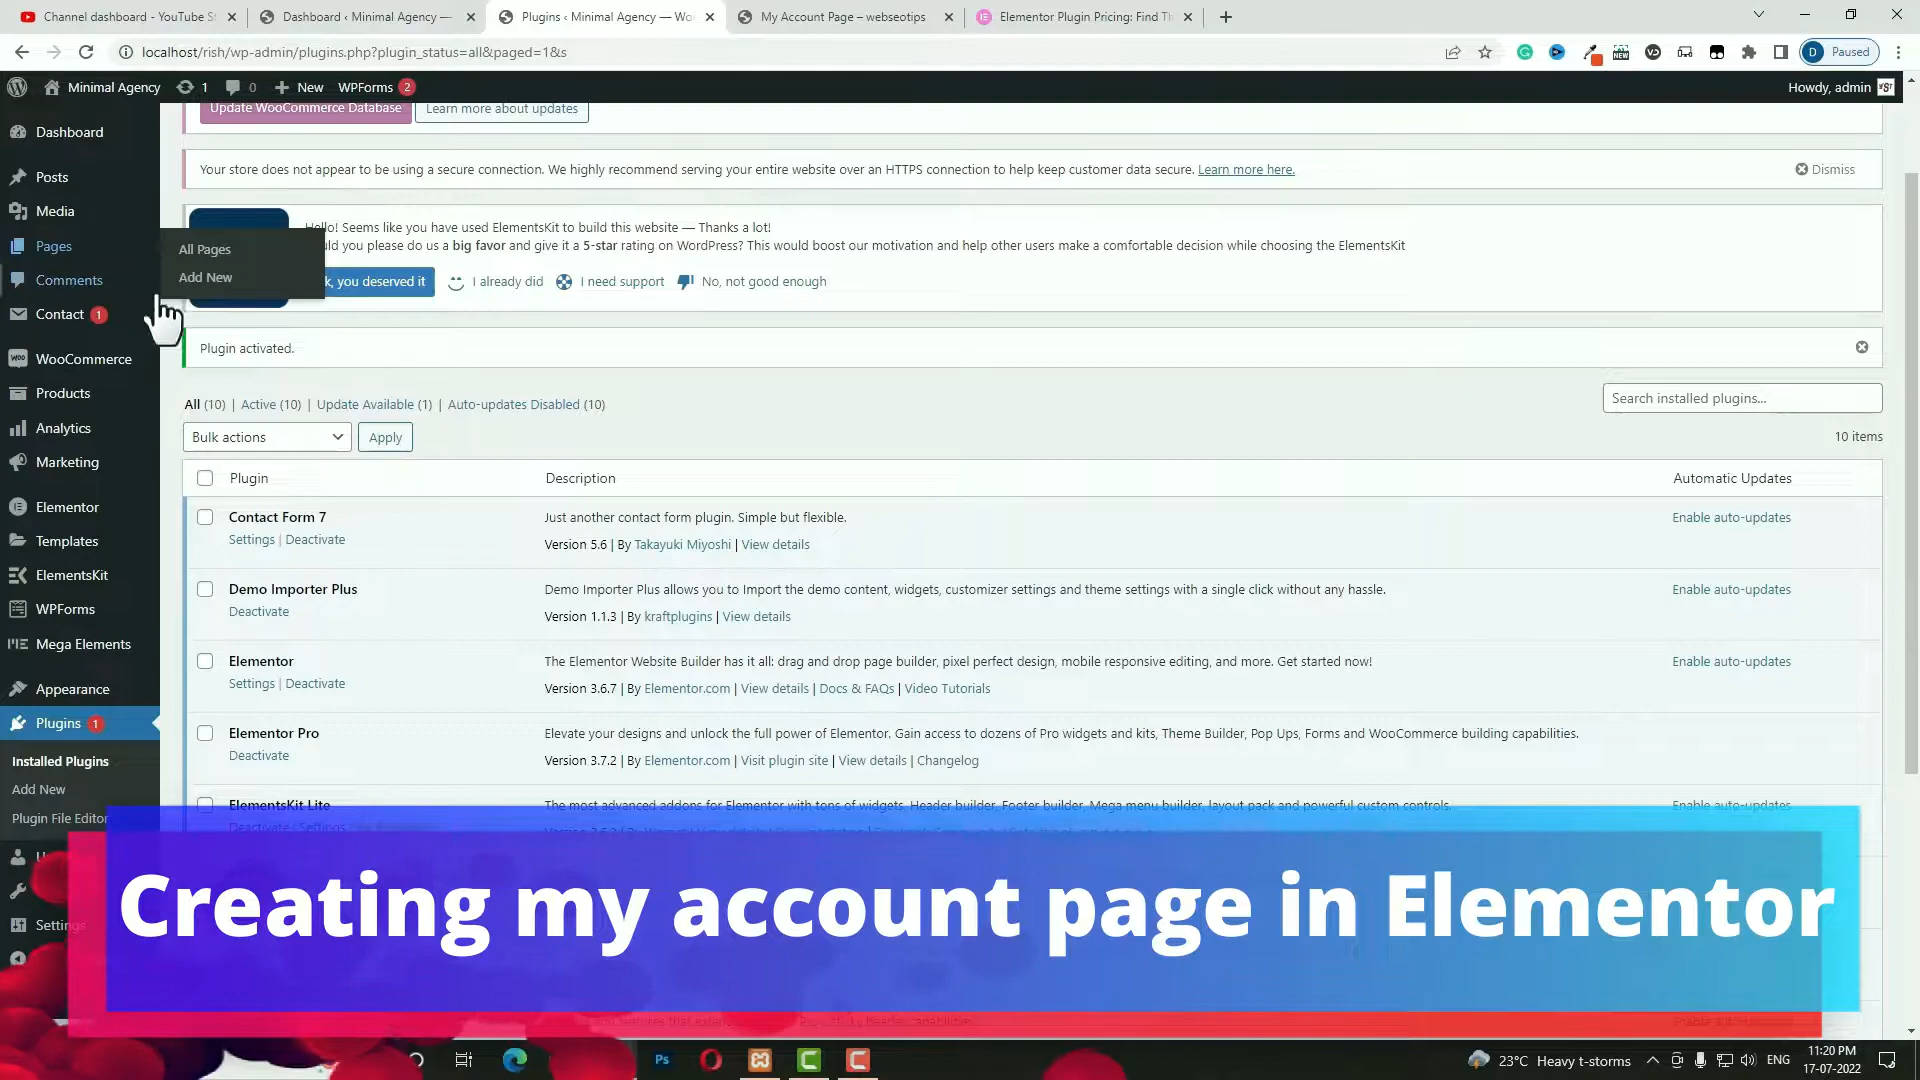 Channel dashboard - YouTube S
Dashboard ‹ Minimal Agency —
Plugins ‹ Minimal Agency — Wo
My Account Page – webseotips
Elementor Plugin Pricing: Find Th
localhost/rish/wp-admin/plugins.php?plugin_status=all&paged=1&s
D Paused
Minimal Agency 1 0 New WPForms 2
Howdy, admin
Update WooCommerce Database Learn more about updates
Dashboard
Posts
Media
Pages
Comments
Contact 1
WooCommerce
Products
Analytics
Marketing
Elementor
Templates
ElementsKit
WPForms
Mega Elements
Appearance
Plugins 1
Installed Plugins
Add New
Plugin File Editor
Settings
All Pages
Add New
Your store does not appear to be using a secure connection. We highly recommend serving your entire website over an HTTPS connection to help keep customer data secure. Learn more here.
Dismiss
Hello! Seems like you have used ElementsKit to build this website — Thanks a lot!
uld you please do us a big favor and give it a 5-star rating on WordPress? This would boost our motivation and help other users make a comfortable decision while choosing the ElementsKit
k, you deserved it I already did I need support No, not good enough
Plugin activated.
All (10) | Active (10) | Update Available (1) | Auto-updates Disabled (10)
Search installed plugins...
Bulk actions Apply
10 items
Plugin Description Automatic Updates
Contact Form 7 Just another contact form plugin. Simple but flexible. Enable auto-updates
Settings | Deactivate
Version 5.6 | By Takayuki Miyoshi | View details
Demo Importer Plus Demo Importer Plus allows you to Import the demo content, widgets, customizer settings and theme settings with a single click without any hassle. Enable auto-updates
Deactivate
Version 1.1.3 | By kraftplugins | View details
Elementor The Elementor Website Builder has it all: drag and drop page builder, pixel perfect design, mobile responsive editing, and more. Get started now! Enable auto-updates
Settings | Deactivate
Version 3.6.7 | By Elementor.com | View details | Docs & FAQs | Video Tutorials
Elementor Pro Elevate your designs and unlock the full power of Elementor. Gain access to dozens of Pro widgets and kits, Theme Builder, Pop Ups, Forms and WooCommerce building capabilities.
Deactivate
Version 3.7.2 | By Elementor.com | Visit plugin site | View details | Changelog
ElementsKit Lite The most advanced addons for Elementor with tons of widgets, Header builder, Footer builder, Mega menu builder, layout pack and powerful custom controls. Enable auto-updates
Deactivate | Settings
Creating my account page in Elementor
Ps
23°C Heavy t-storms ENG
11:20 PM
17-07-2022